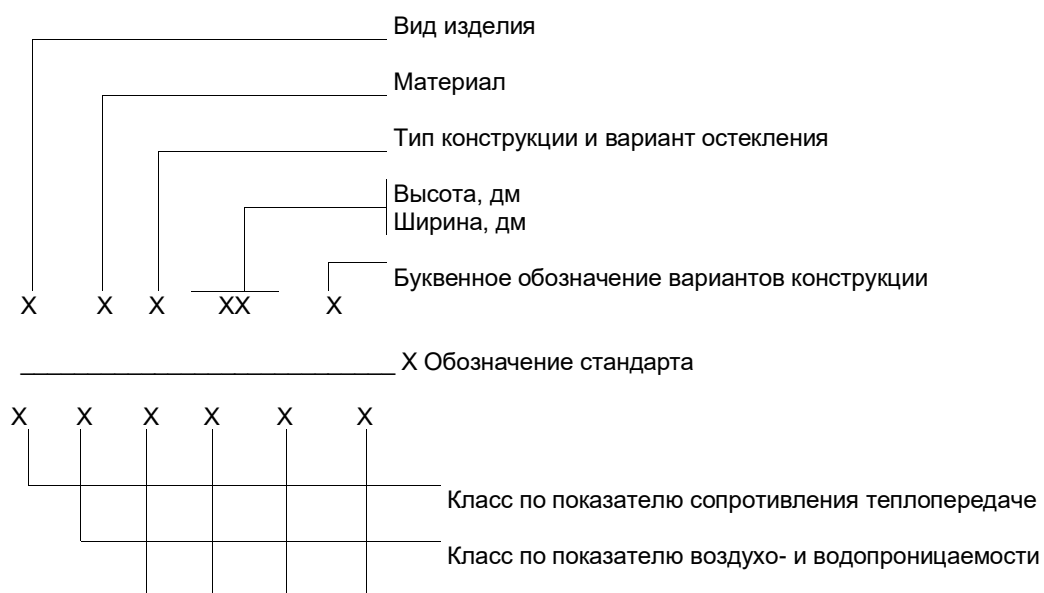 Вид изделия
Материал
Тип конструкции и вариант остекления
Высота, дм
Ширина, дм
Буквенное обозначение вариантов конструкции
X X X XX X
X Обозначение стандарта
X X X X X X
Класс по показателю сопротивления теплопередаче
Класс по показателю воздухо- и водопроницаемости